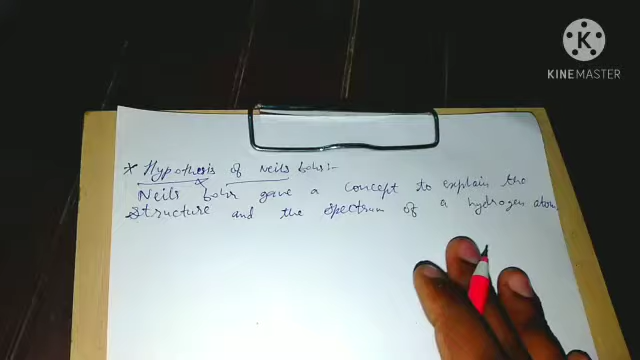 K
KINEMASTER
* Hypothesis of Neils bohr:-
Neils bohr gave a concept to explain the
structure and the spectrum of a hydrogen atom.